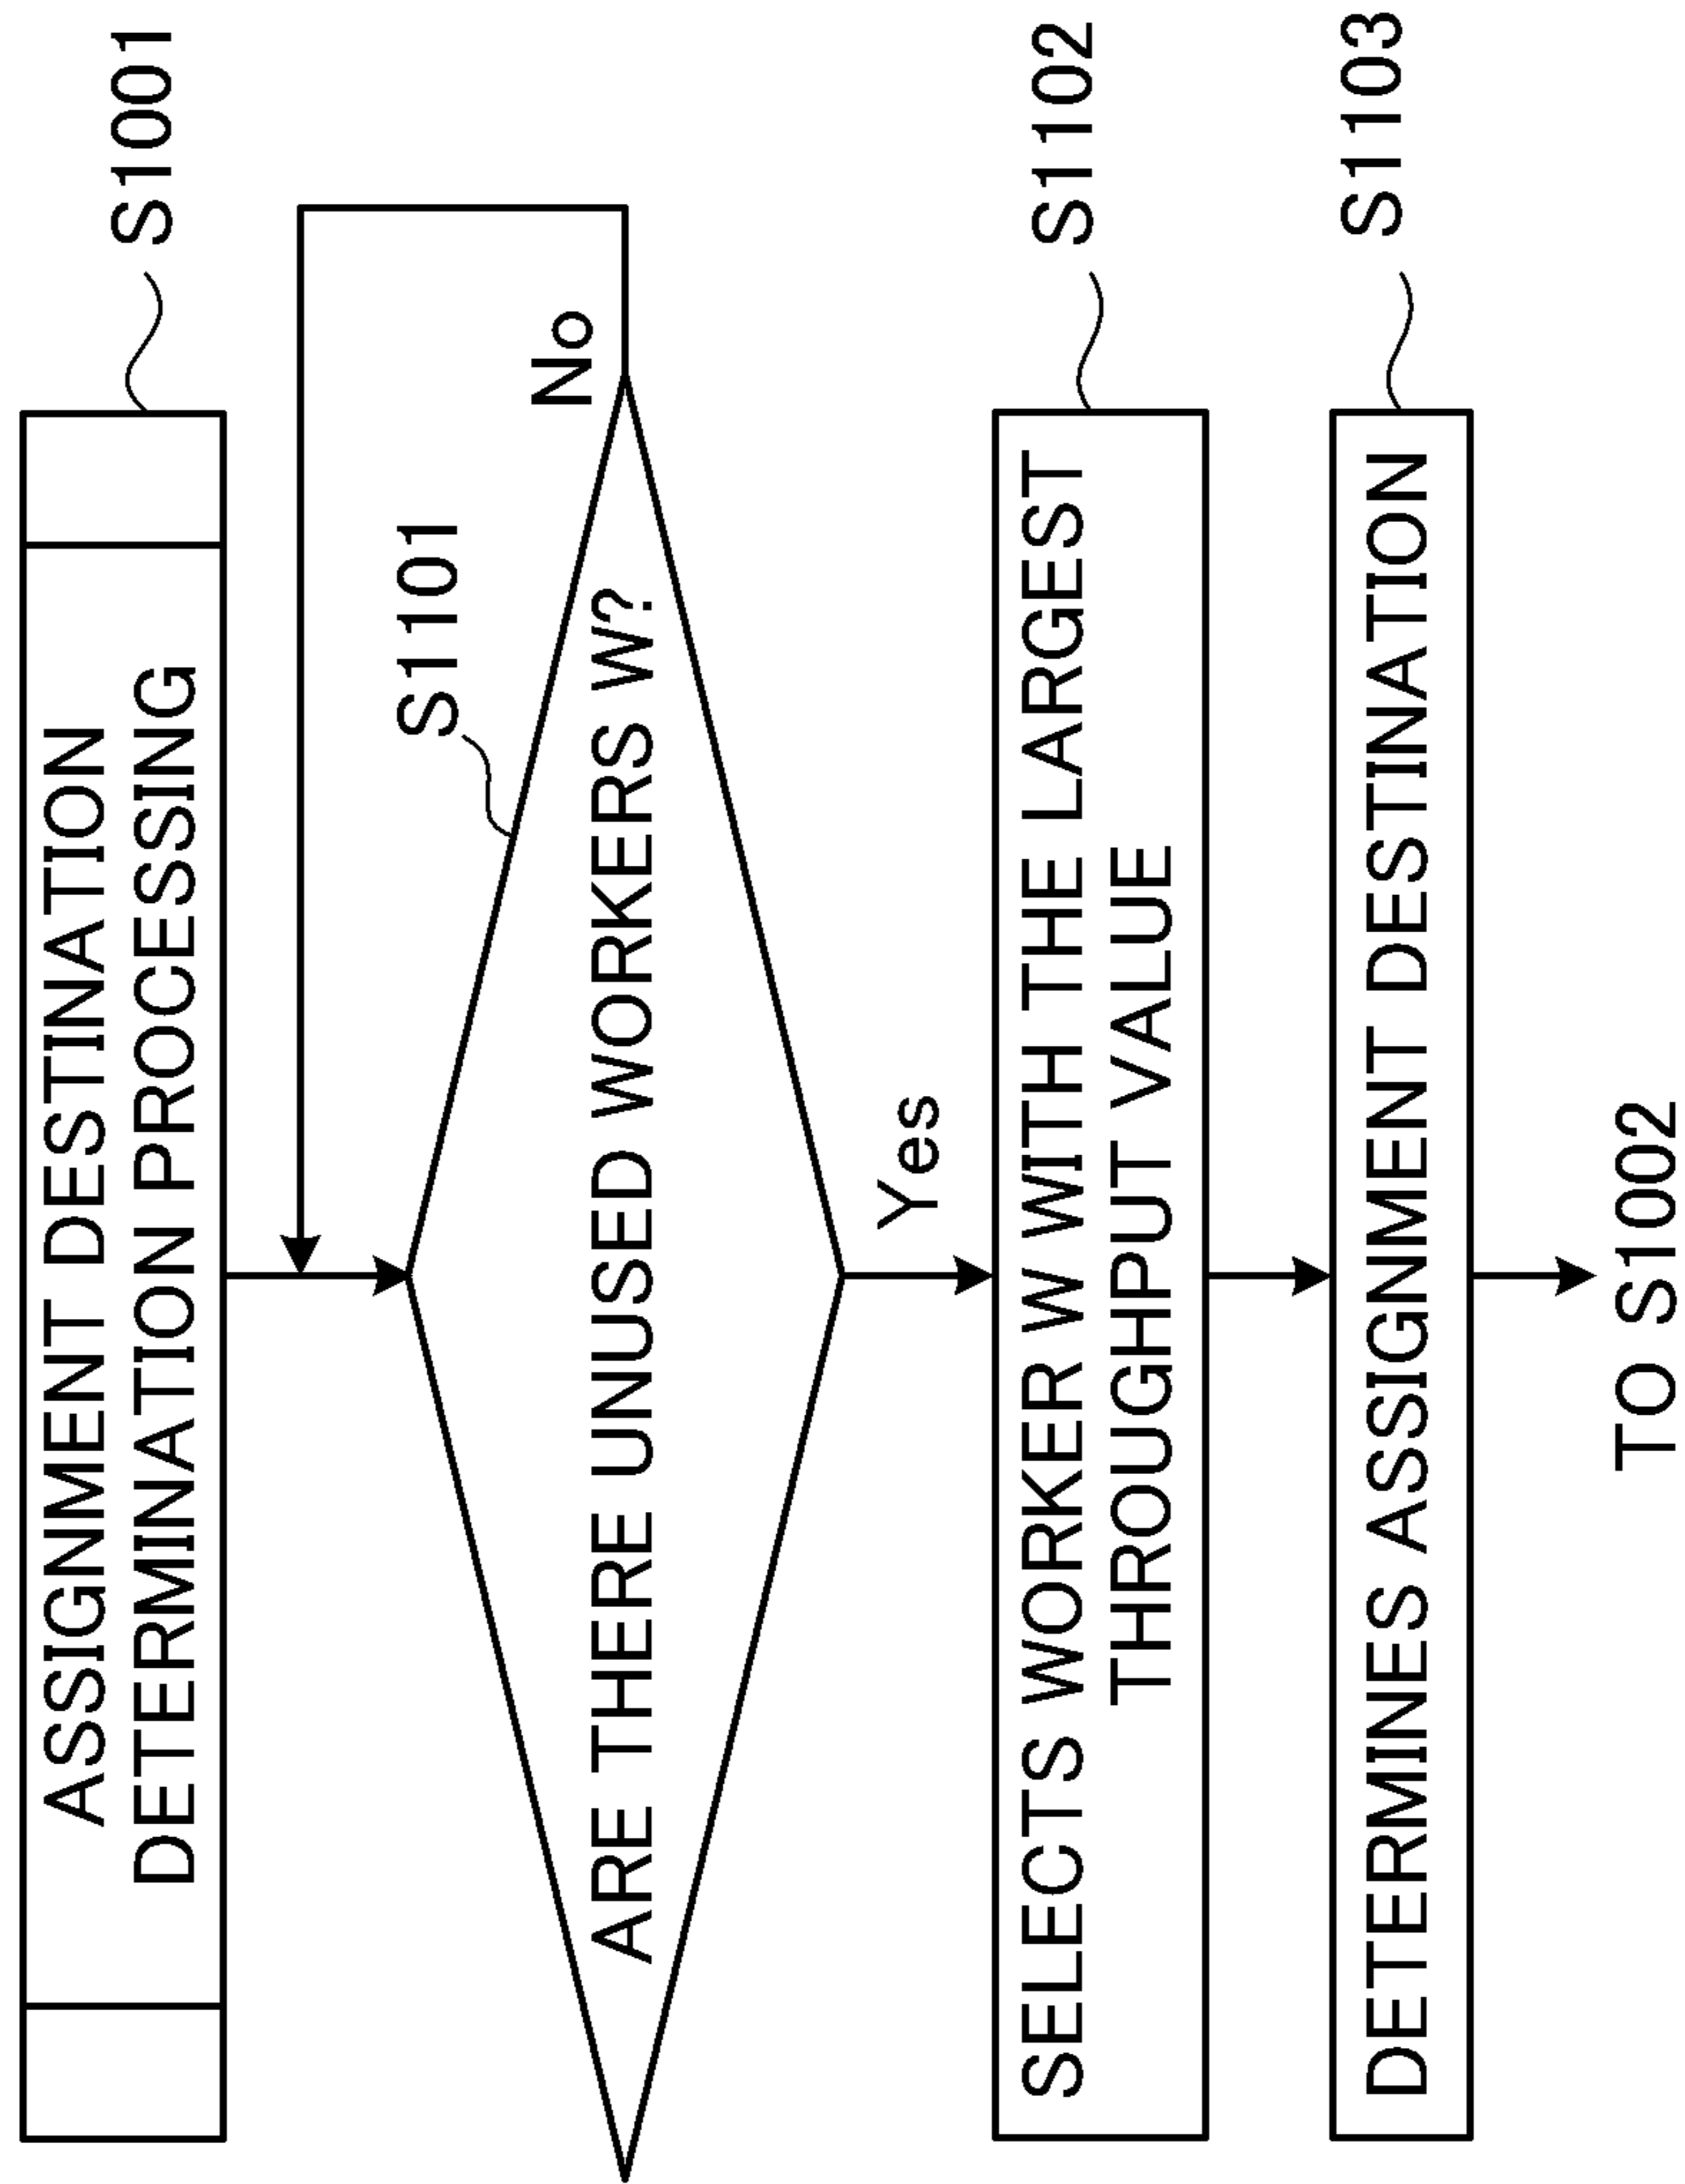 ASSIGNMENT DESTINATION
DETERMINATION PROCESSING
S1001
S1101
ARE THERE UNUSED WORKERS W?
No
Yes
SELECTS WORKER W WITH THE LARGEST
THROUGHPUT VALUE
S1102
DETERMINES ASSIGNMENT DESTINATION
S1103
TO S1002